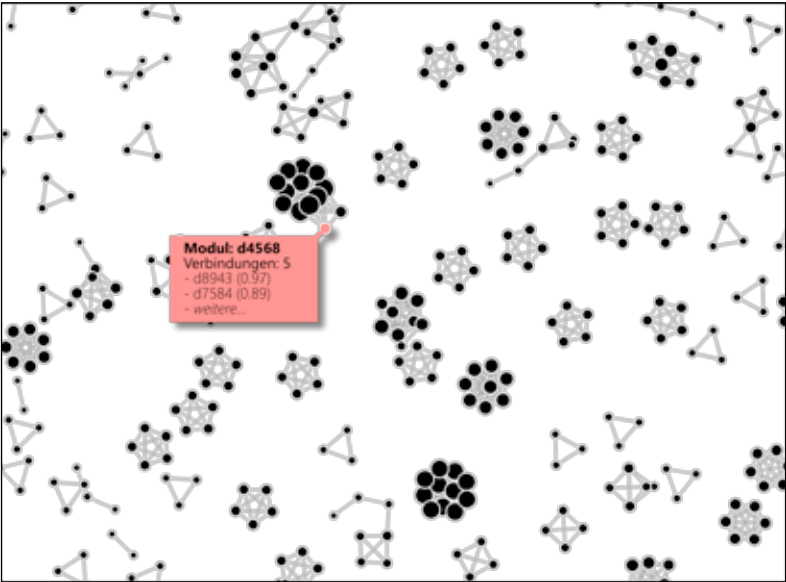 Modul: d4568
Verbindungen: 5
- d8943 (0.97)
- d7584 (0.89)
- weitere...